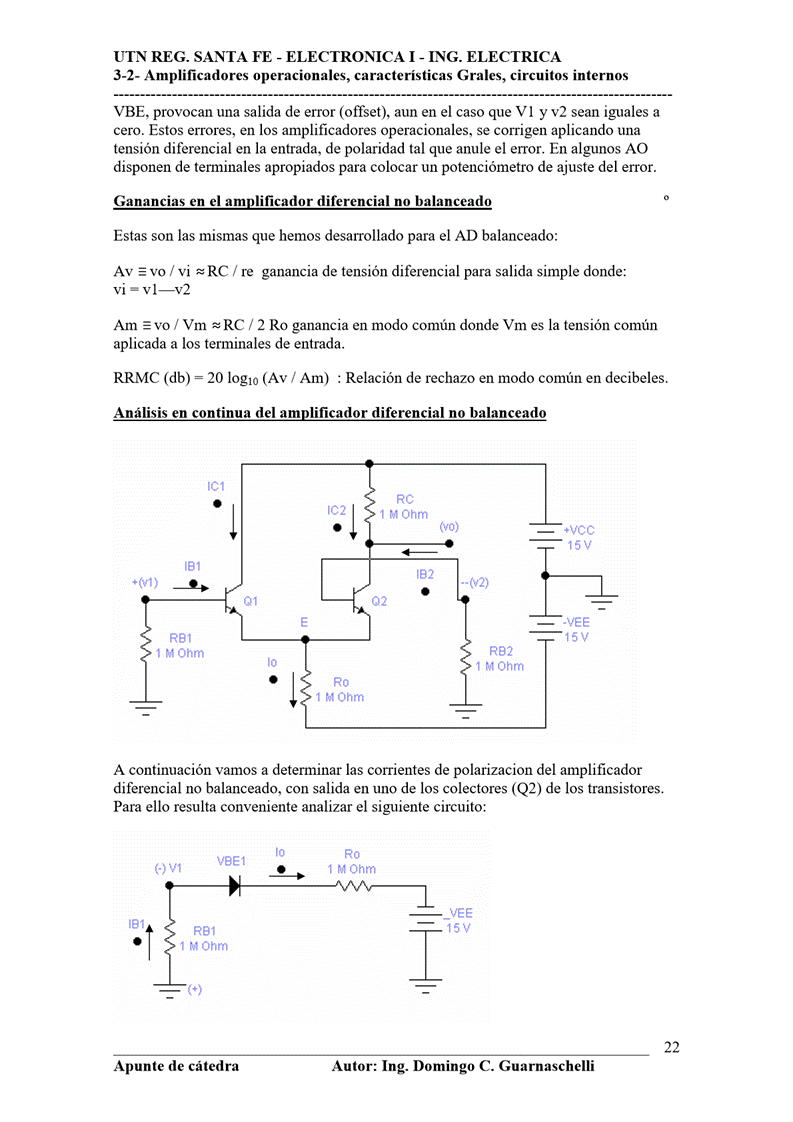 UTN REG. SANTA FE - ELECTRONICA I - ING. ELECTRICA
3-2- Amplificadores operacionales, características Grales, circuitos internos
--------------------------------------------------------------------------------------------------------
VBE, provocan una salida de error (offset), aun en el caso que V1 y v2 sean iguales a
cero. Estos errores, en los amplificadores operacionales, se corrigen aplicando una
tensión diferencial en la entrada, de polaridad tal que anule el error. En algunos AO
disponen de terminales apropiados para colocar un potenciómetro de ajuste del error.
Ganancias en el amplificador diferencial no balanceado º
Estas son las mismas que hemos desarrollado para el AD balanceado:
Av ≡ vo / vi ≈ RC / re ganancia de tensión diferencial para salida simple donde:
vi = v1—v2
Am ≡ vo / Vm ≈ RC / 2 Ro ganancia en modo común donde Vm es la tensión común
aplicada a los terminales de entrada.
RRMC (db) = 20 log10 (Av / Am) : Relación de rechazo en modo común en decibeles.
Análisis en continua del amplificador diferencial no balanceado
IC1
IC2
RC
1 M Ohm
(vo)
+VCC
15 V
IB1
+(v1)
Q1
Q2
IB2
--(v2)
E
-VEE
15 V
RB1
1 M Ohm
RB2
1 M Ohm
Io
Ro
1 M Ohm
A continuación vamos a determinar las corrientes de polarizacion del amplificador
diferencial no balanceado, con salida en uno de los colectores (Q2) de los transistores.
Para ello resulta conveniente analizar el siguiente circuito:
(-) V1
VBE1
Io
Ro
1 M Ohm
IB1
RB1
1 M Ohm
_VEE
15 V
(+)
22
Apunte de cátedra Autor: Ing. Domingo C. Guarnaschelli